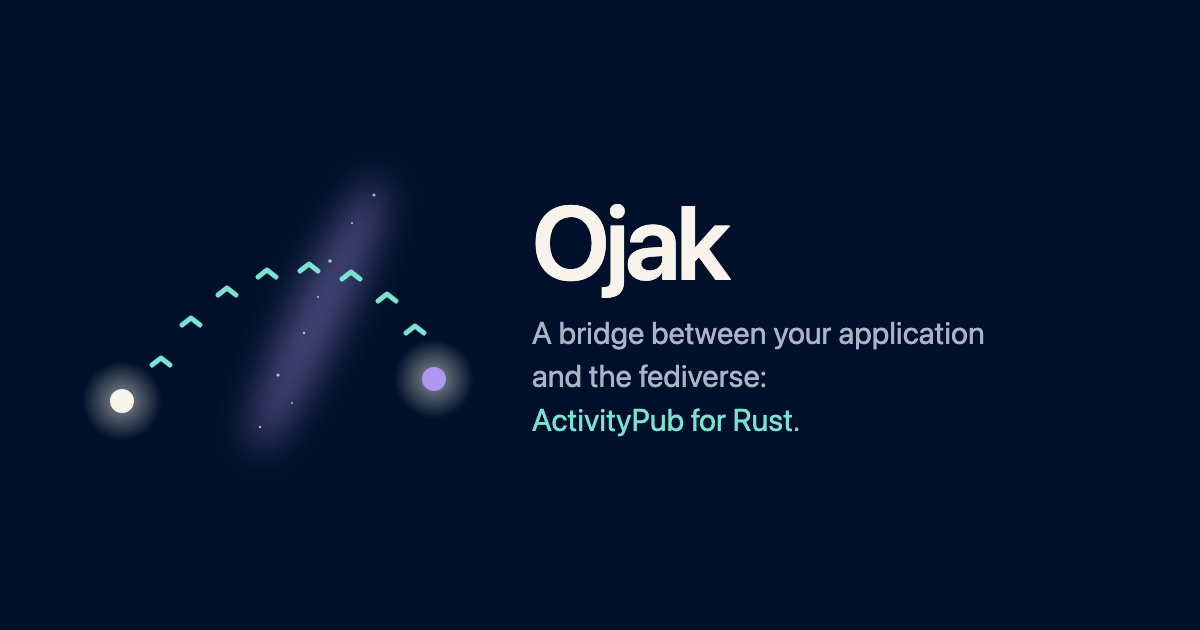 Ojak
A bridge between your application
and the fediverse:
ActivityPub for Rust.